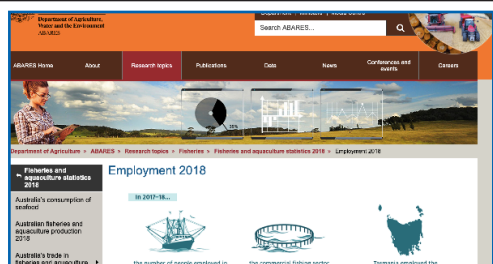 Department of Agriculture,
Water and the Environment
ABARES
Search ABARES...
ABARES Home
About
Research topics
Publications
Data
News
Conferences and
events
Careers
Department of Agriculture » ABARES » Research topics » Fisheries » Fisheries and aquaculture statistics 2018 » Employment 2018
Fisheries and
aquaculture statistics
2018
Australia's consumption of
seafood
Australian fisheries and
aquaculture production
2018
Australia's trade in
fisheries and aquaculture
Employment 2018
In 2017–18...
the number of people employed in
the commercial fishing sector
Tasmania employed the